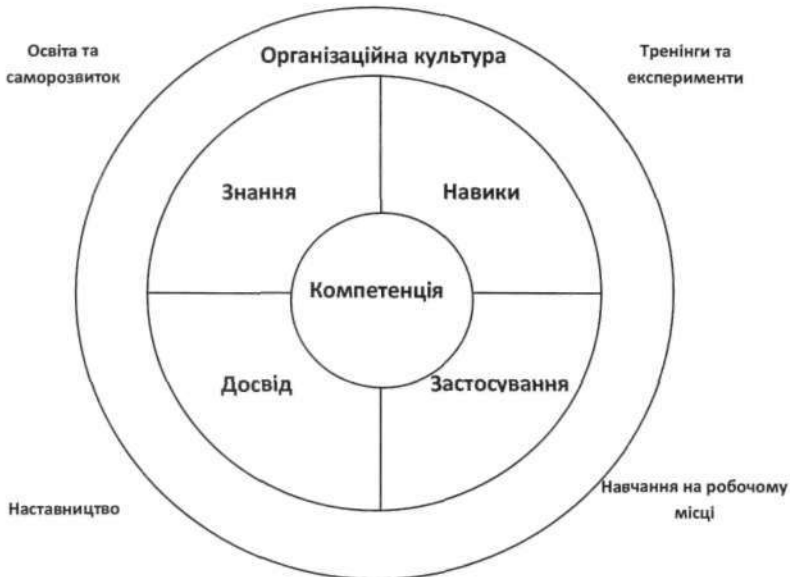 Освіта та
саморозвиток
Організаційна культура
Тренінги та
експерименти
Знання
Навики
Компетенція
Досвід
Застосування
Наставництво
Навчання на робочому
місці